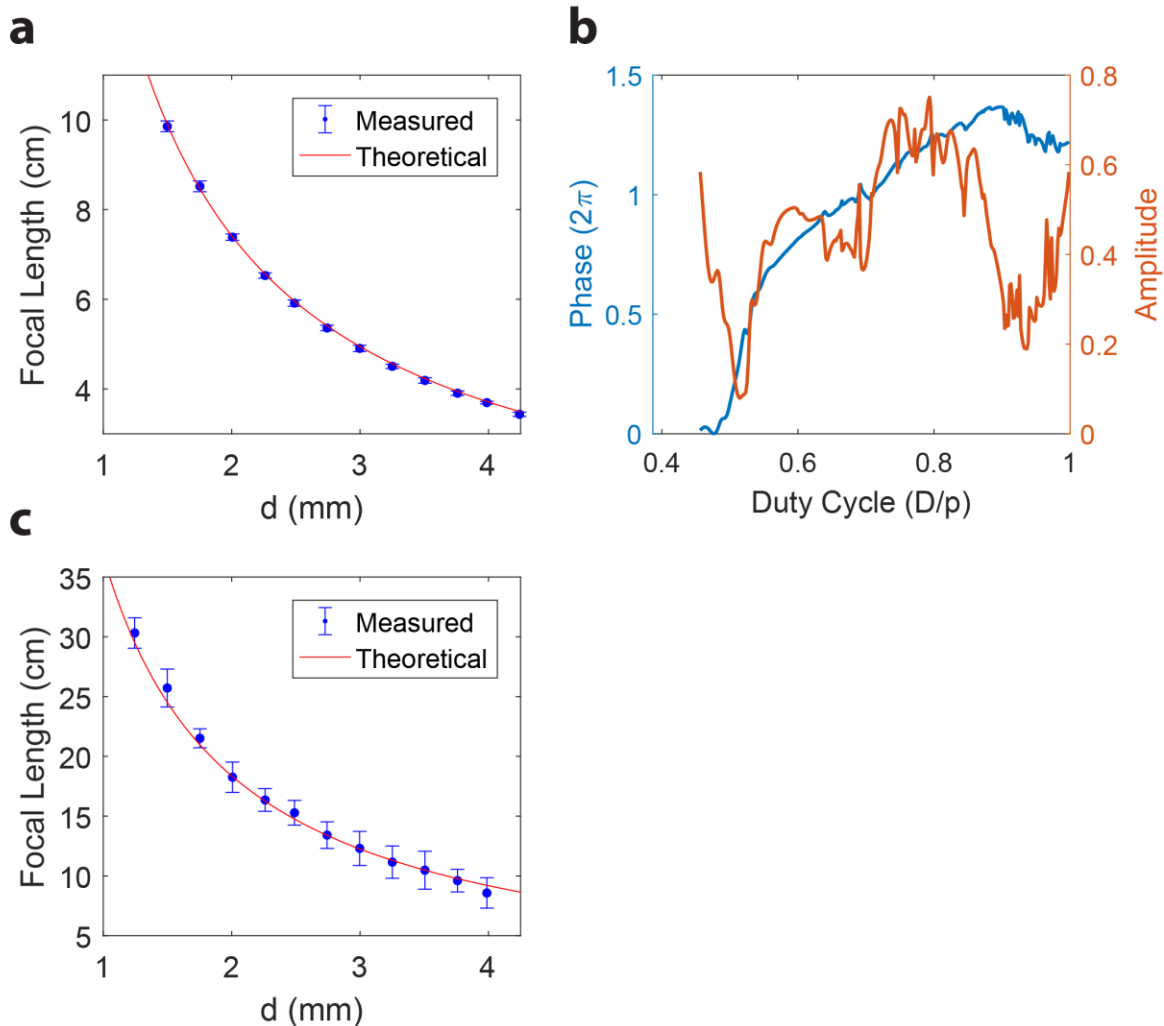 a
11
10
8
6
4
Focal Length (cm)
Measured
Theoretical
1
2
3
4
d (mm)
b
1.5
1
0.5
0
Phase (2π)
0.8
0.6
0.4
0.2
0
Amplitude
0.4
0.6
0.8
1
Duty Cycle (D/p)
c
35
30
25
20
15
10
5
Focal Length (cm)
Measured
Theoretical
1
2
3
4
d (mm)